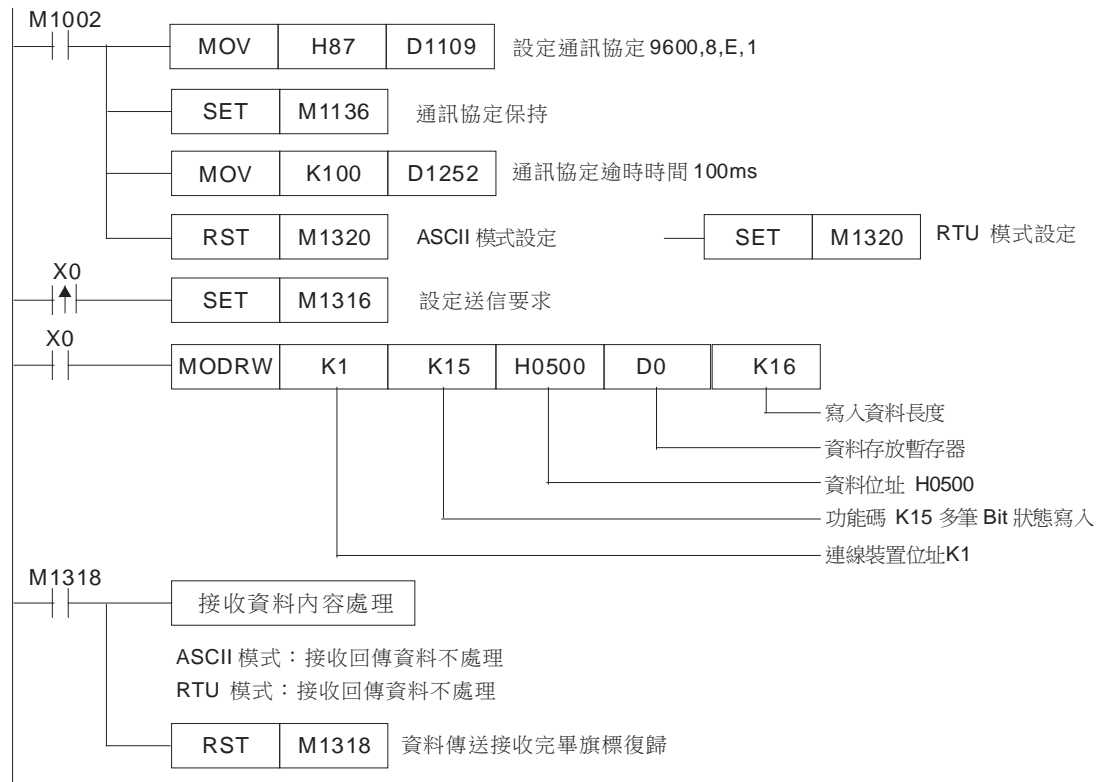 M1002
MOV H87 D1109 設定通訊協定 9600,8,E,1
SET M1136 通訊協定保持
MOV K100 D1252 通訊協定逾時時間 100ms
RST M1320 ASCII 模式設定 SET M1320 RTU 模式設定
X0
SET M1316 設定送信要求
X0
MODRW K1 K15 H0500 D0 K16
寫入資料長度
資料存放暫存器
資料位址 H0500
功能碼 K15 多筆 Bit 狀態寫入
連線裝置位址K1
M1318
接收資料內容處理
ASCII 模式：接收回傳資料不處理
RTU 模式：接收回傳資料不處理
RST M1318 資料傳送接收完畢旗標復歸